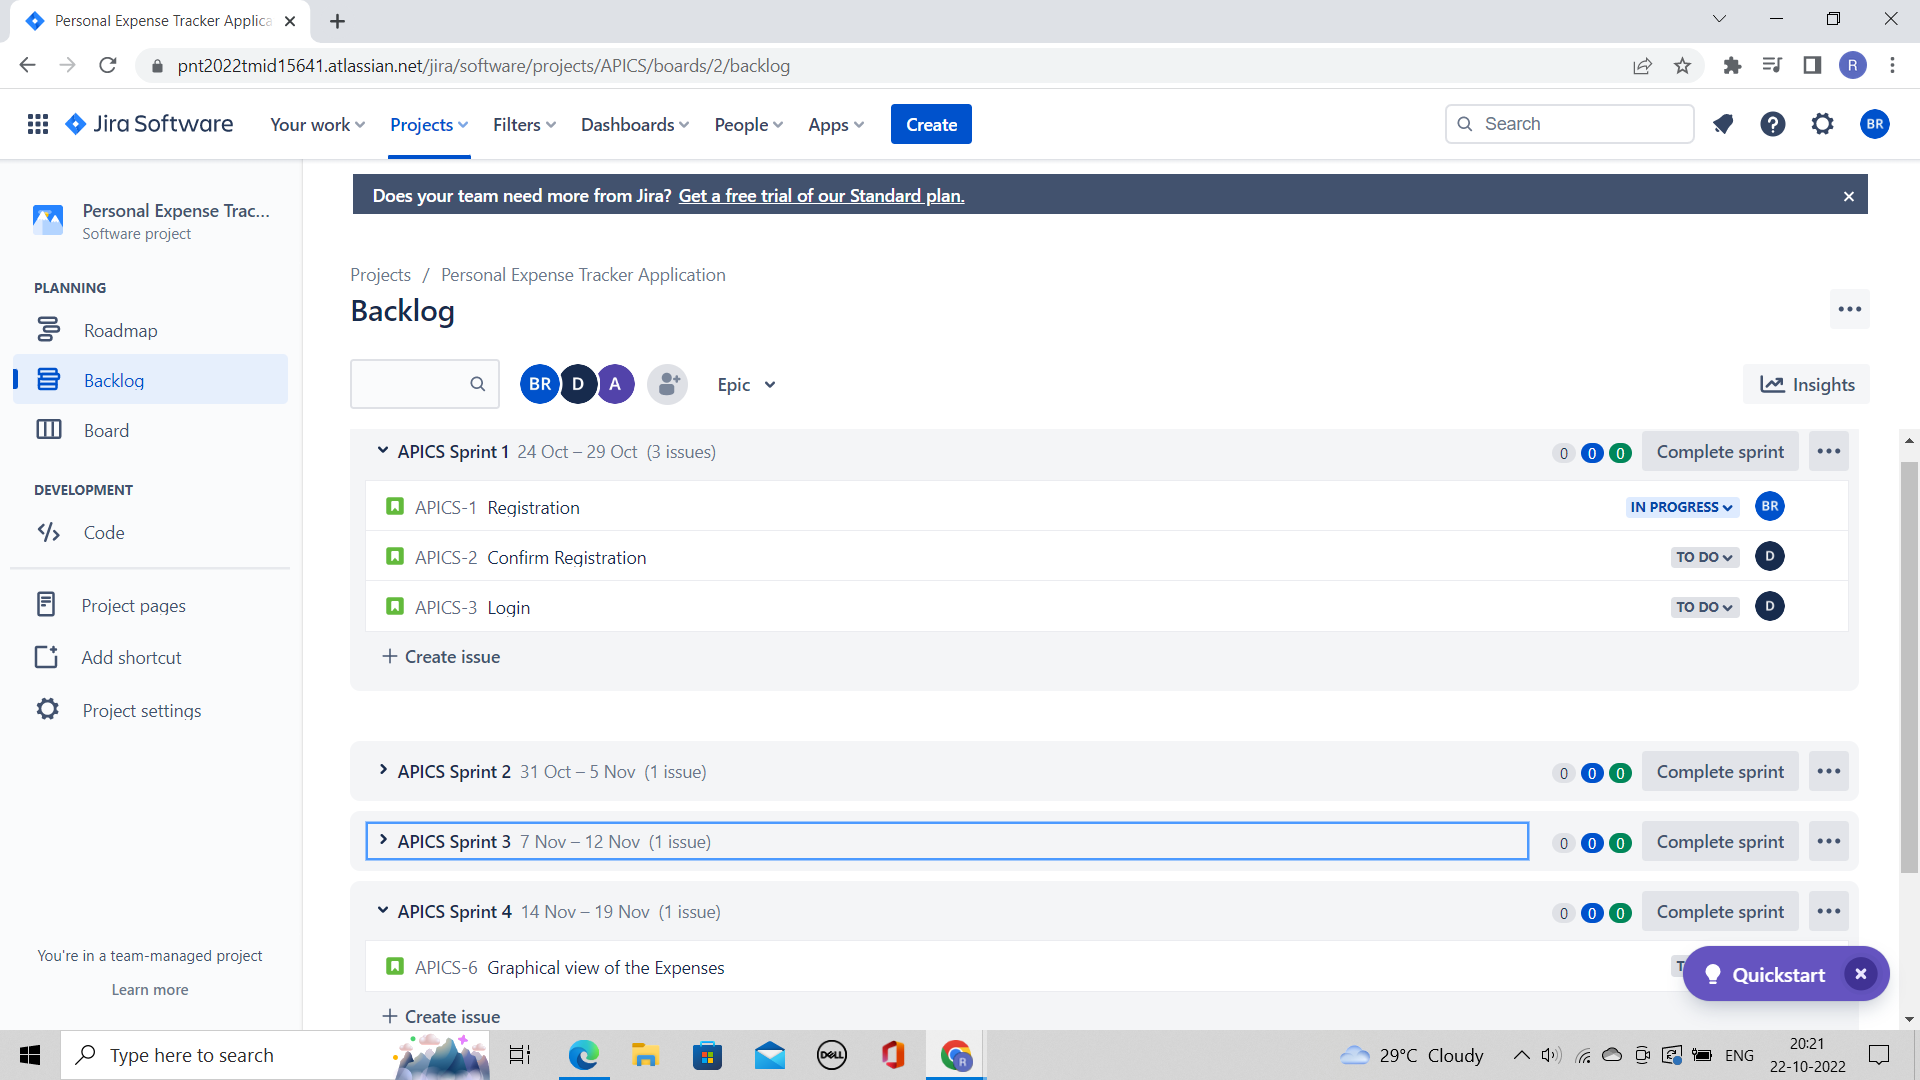 Personal Expense Tracker Applica
pnt2022tmid15641.atlassian.net/jira/software/projects/APICS/boards/2/backlog
R
Jira Software
Your work
Projects
Filters
Dashboards
People
Apps
Create
Search
BR
Does your team need more from Jira? Get a free trial of our Standard plan.
Personal Expense Trac...
Software project
PLANNING
Roadmap
Backlog
Board
DEVELOPMENT
Code
Project pages
Add shortcut
Project settings
You're in a team-managed project
Learn more
Projects / Personal Expense Tracker Application
Backlog
BR D A
Epic
Insights
APICS Sprint 1 24 Oct – 29 Oct (3 issues) 0 0 0 Complete sprint
APICS-1 Registration IN PROGRESS BR
APICS-2 Confirm Registration TO DO D
APICS-3 Login TO DO D
+ Create issue
APICS Sprint 2 31 Oct – 5 Nov (1 issue) 0 0 0 Complete sprint
APICS Sprint 3 7 Nov – 12 Nov (1 issue) 0 0 0 Complete sprint
APICS Sprint 4 14 Nov – 19 Nov (1 issue) 0 0 0 Complete sprint
APICS-6 Graphical view of the Expenses T
Quickstart
+ Create issue
Type here to search
DELL
R
29°C Cloudy
ENG
20:21
22-10-2022